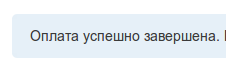 Оплата успешно завершена.